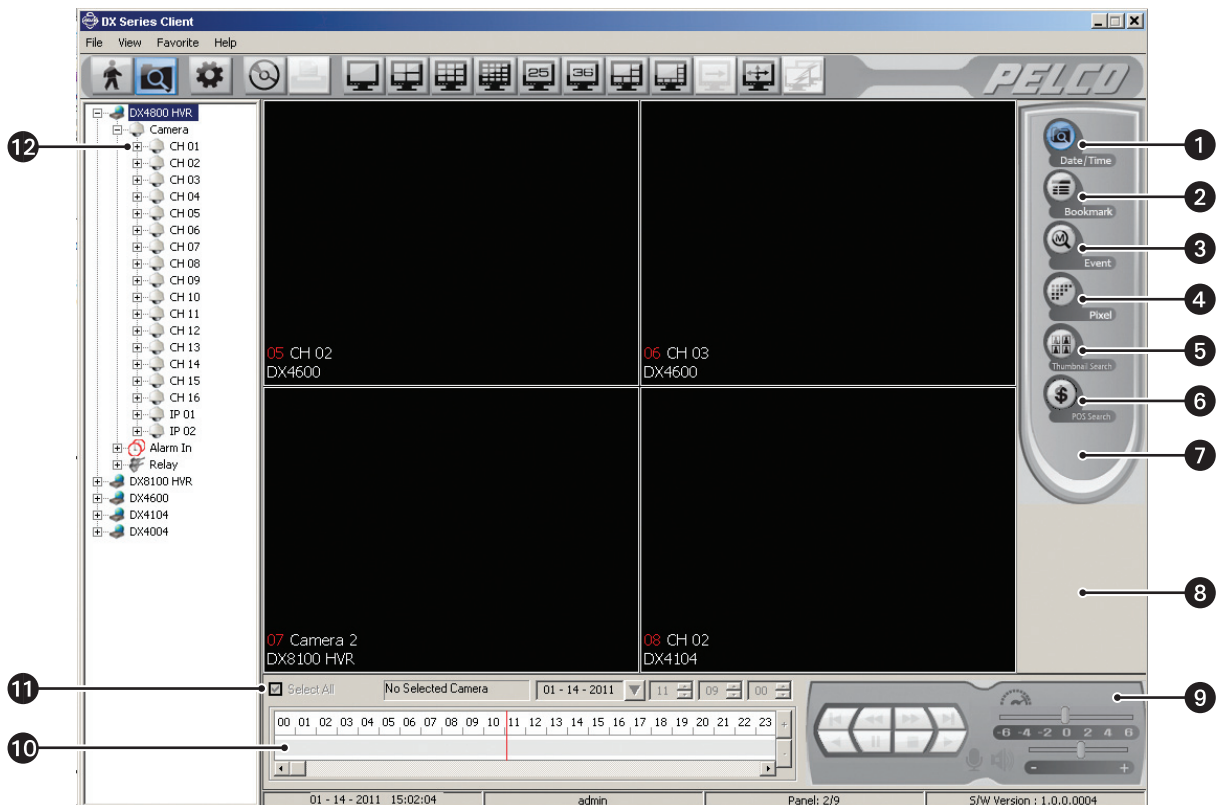 DX Series Client
File View Favorite Help
25 36
PELCO
DX4800 HVR
Camera
CH 01
CH 02
CH 03
CH 04
CH 05
CH 06
CH 07
CH 08
CH 09
CH 10
CH 11
CH 12
CH 13
CH 14
CH 15
CH 16
IP 01
IP 02
Alarm In
Relay
DX8100 HVR
DX4600
DX4104
DX4004
12
05 CH 02
DX4600
06 CH 03
DX4600
07 Camera 2
DX8100 HVR
08 CH 02
DX4104
Date/Time
1
Bookmark
2
M
Event
3
Pixel
4
Thumbnail Search
5
$
POS Search
6
7
8
11
Select All No Selected Camera 01 - 14 - 2011 11 09 00
00 01 02 03 04 05 06 07 08 09 10 11 12 13 14 15 16 17 18 19 20 21 22 23 +
10
-
9
-6 -4 -2 0 2 4 6
- +
01 - 14 - 2011 15:02:04 admin Panel: 2/9 S/W Version : 1.0.0.0004